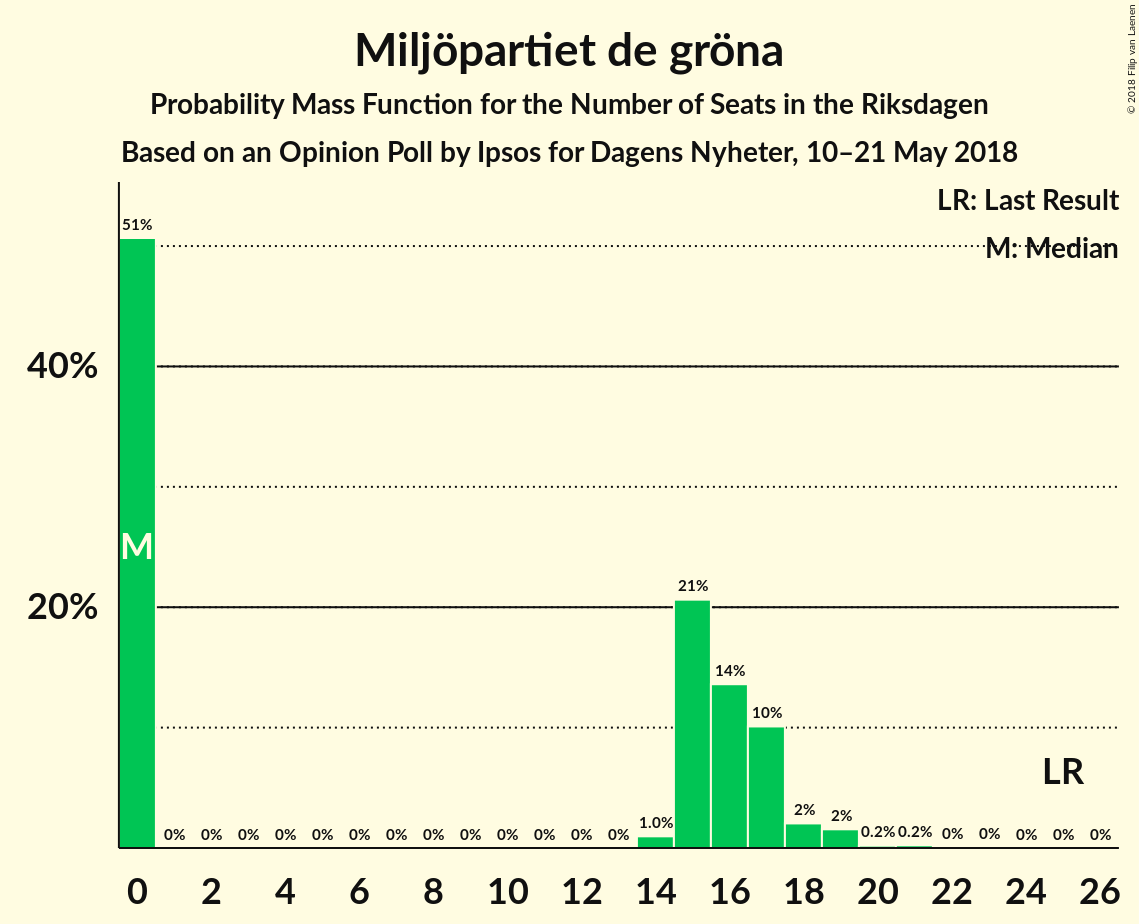 Miljöpartiet de gröna
Probability Mass Function for the Number of Seats in the Riksdagen
Based on an Opinion Poll by Ipsos for Dagens Nyheter, 10–21 May 2018
© 2018 Filip van Laenen
LR: Last Result
M: Median
40%
20%
51%
M
0% 0% 0% 0% 0% 0% 0% 0% 0% 0% 0% 0% 0% 1.0% 21% 14% 10% 2% 2% 0.2% 0.2% 0% 0% 0% 0% 0%
LR
0 2 4 6 8 10 12 14 16 18 20 22 24 26